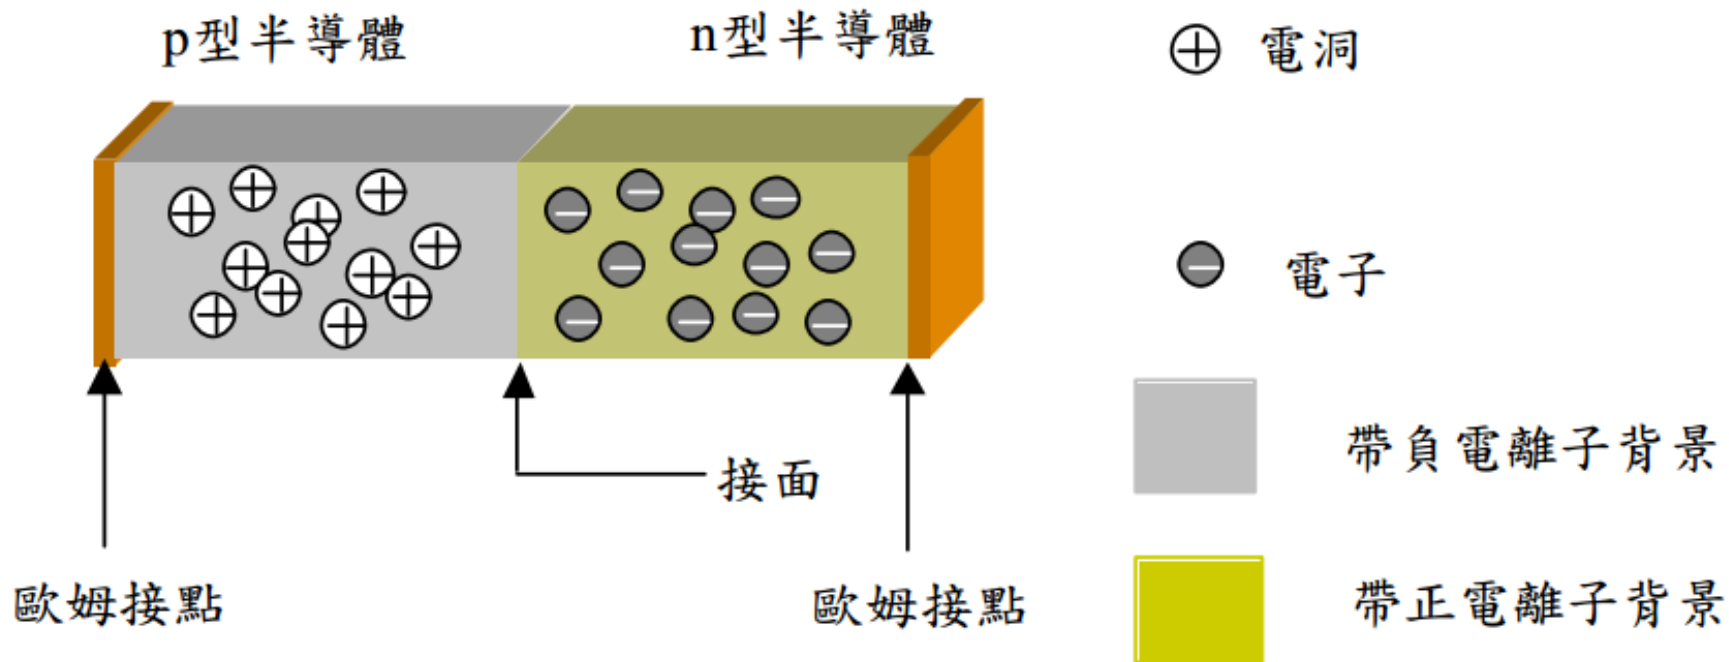 p型半導體
n型半導體
電洞
電子
接面
帶負電離子背景
歐姆接點
歐姆接點
帶正電離子背景